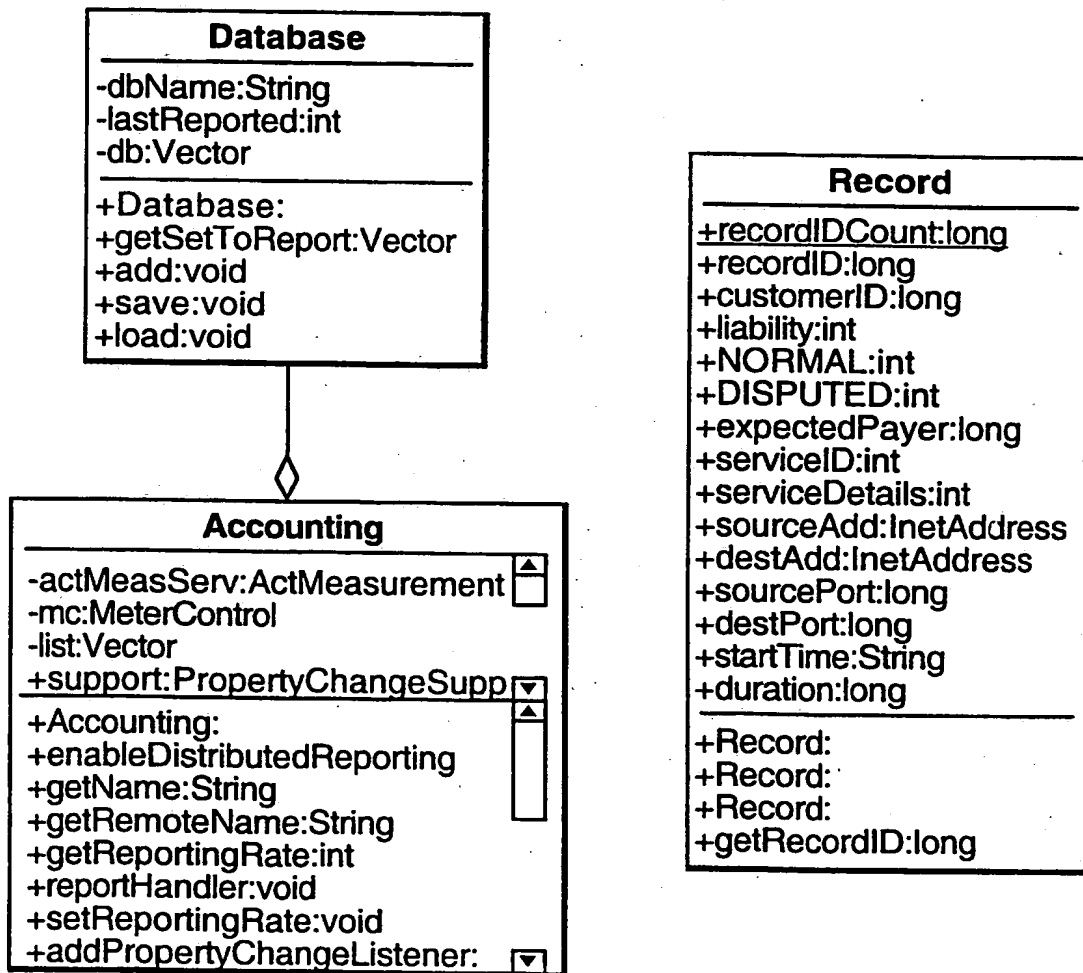 Database
-dbName:String
-lastReported:int
-db:Vector
+Database:
+getSetToReport:Vector
+add:void
+save:void
+load:void
Accounting
-actMeasServ:ActMeasurement
-mc:MeterControl
-list:Vector
+support:PropertyChangeSupp
+Accounting:
+enableDistributedReporting
+getName:String
+getRemoteName:String
+getReportingRate:int
+reportHandler:void
+setReportingRate:void
+addPropertyChangeListener:
Record
+recordIDCount:long
+recordID:long
+customerID:long
+liability:int
+NORMAL:int
+DISPUTED:int
+expectedPayer:long
+serviceID:int
+serviceDetails:int
+sourceAdd:InetAddress
+destAdd:InetAddress
+sourcePort:long
+destPort:long
+startTime:String
+duration:long
+Record:
+Record:
+Record:
+getRecordID:long